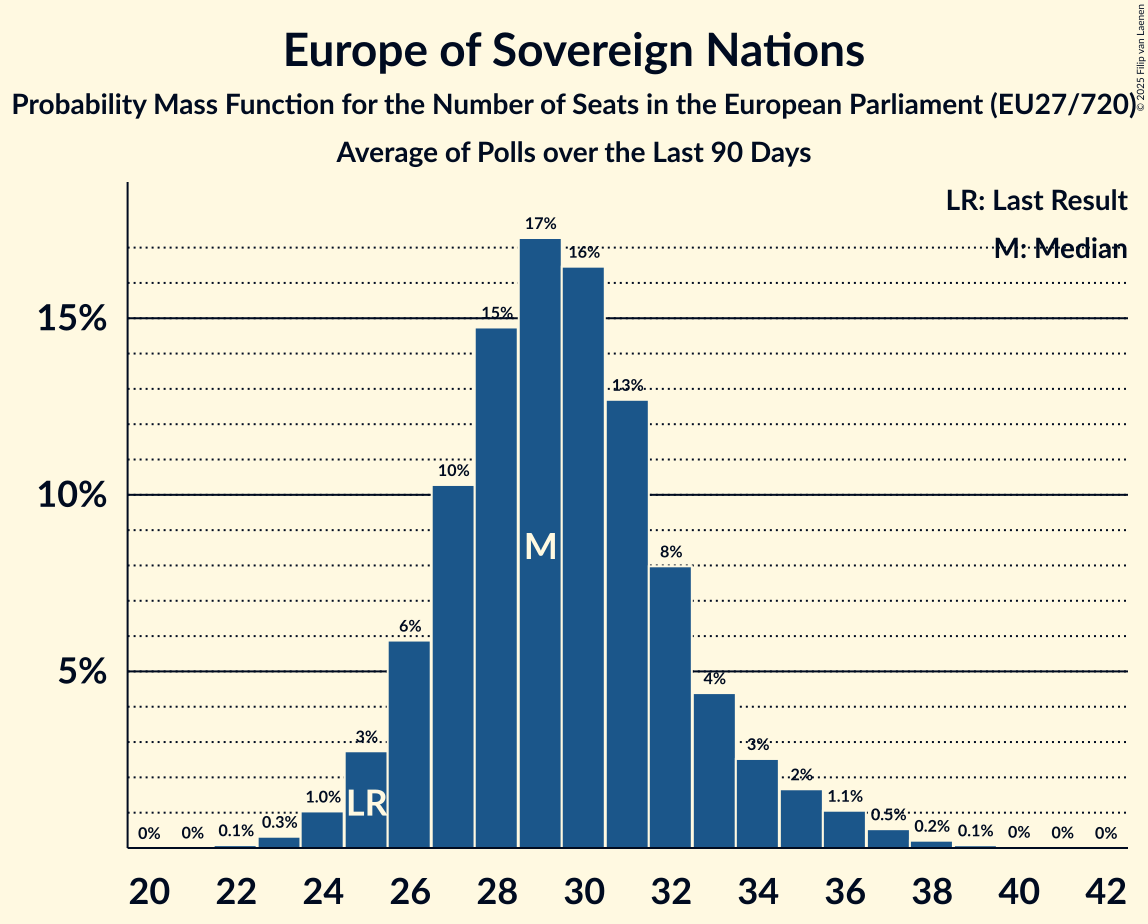 Europe of Sovereign Nations
Probability Mass Function for the Number of Seats in the European Parliament (EU27/720)
Average of Polls over the Last 90 Days
© 2025 Filip van Laenen
LR: Last Result
M: Median
15%
10%
5%
0%
0%
0.1%
0.3%
1.0%
3%
6%
10%
15%
17%
16%
13%
8%
4%
3%
2%
1.1%
0.5%
0.2%
0.1%
0%
0%
0%
LR
M
20 22 24 26 28 30 32 34 36 38 40 42